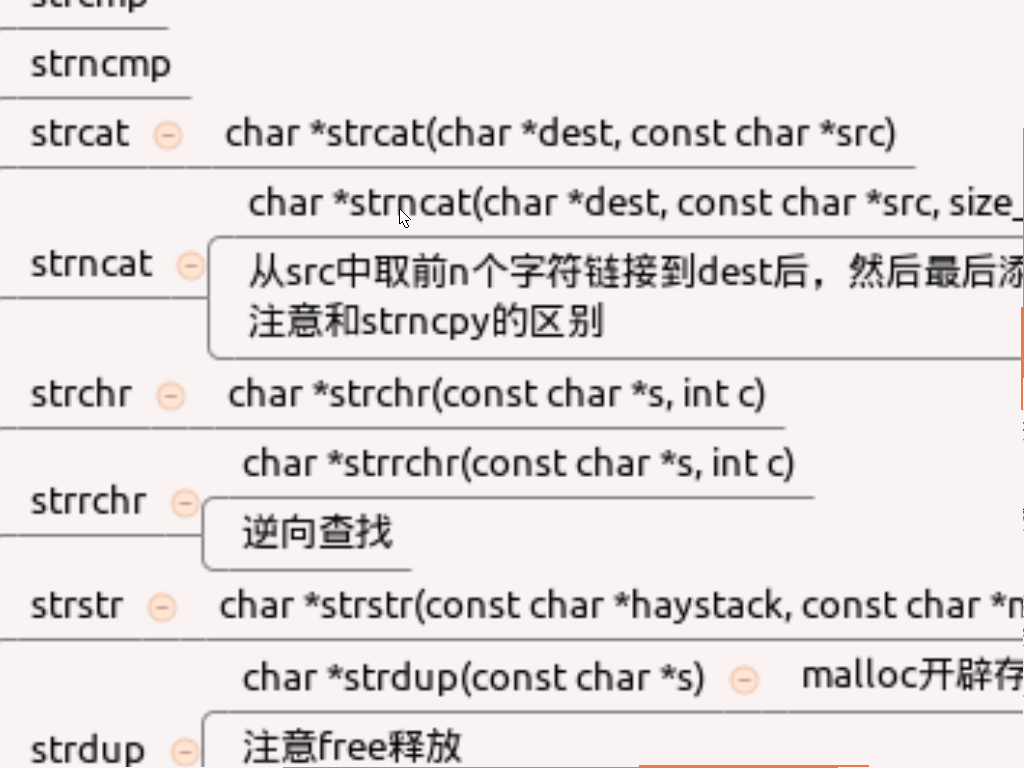 strcmp
strncmp
strcat
char *strcat(char *dest, const char *src)
char *strncat(char *dest, const char *src, size_
strncat
从src中取前n个字符链接到dest后，然后最后添
注意和strncpy的区别
strchr
char *strchr(const char *s, int c)
char *strrchr(const char *s, int c)
strrchr
逆向查找
strstr
char *strstr(const char *haystack, const char *n
char *strdup(const char *s)
malloc开辟存
strdup
注意free释放